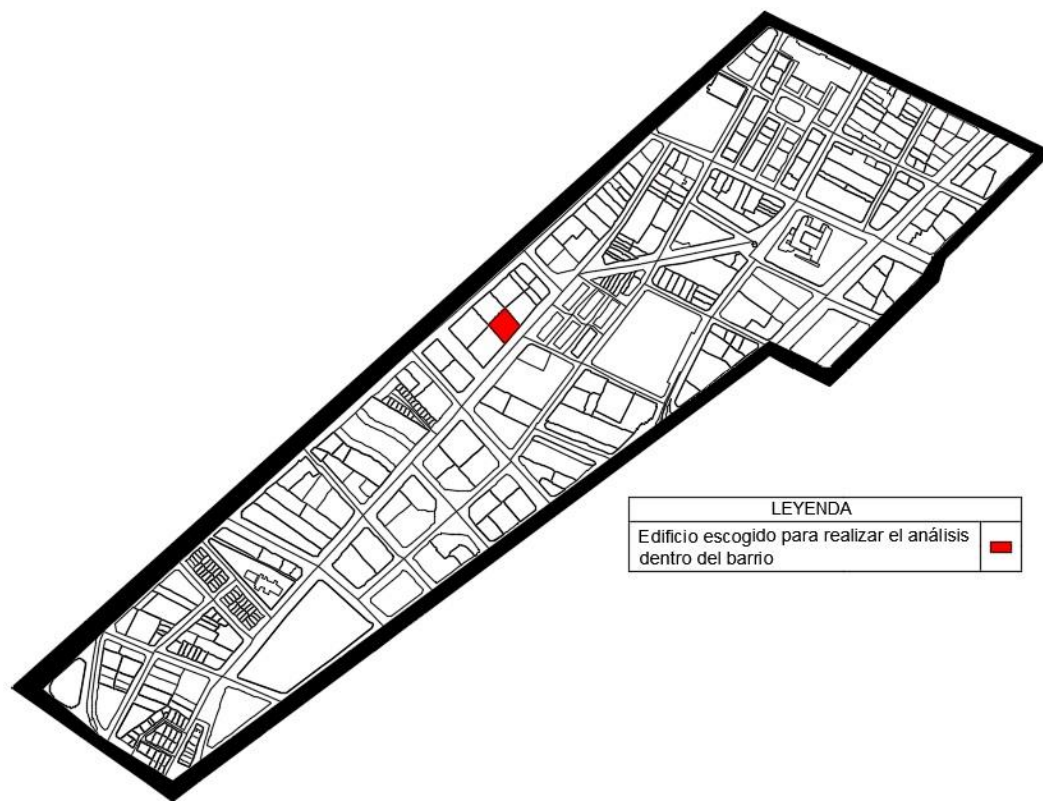 LEYENDA
Edificio escogido para realizar el análisis
dentro del barrio